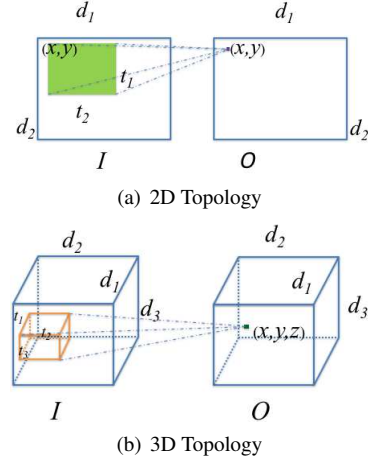 d₁ d₁
(x,y) (x,y)
t₁
t₂
d₂ d₂
I O
(a) 2D Topology
d₂ d₂
d₁ d₁
t₁ d₃ d₃
t₂ (x,y,z)
t₃
I O
(b) 3D Topology